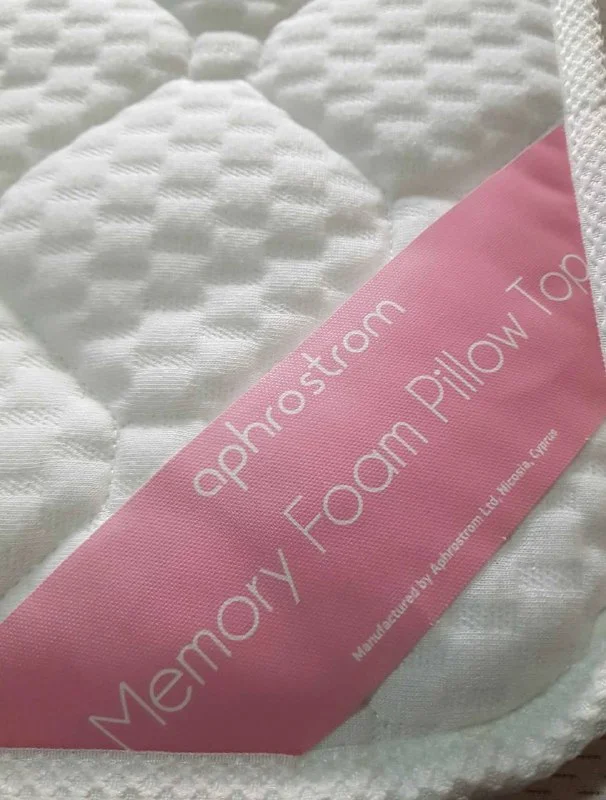 aphrostrom
Memory Foam Pillow Top
Manufactured by Aphrostrom Ltd, Nicosia, Cyprus